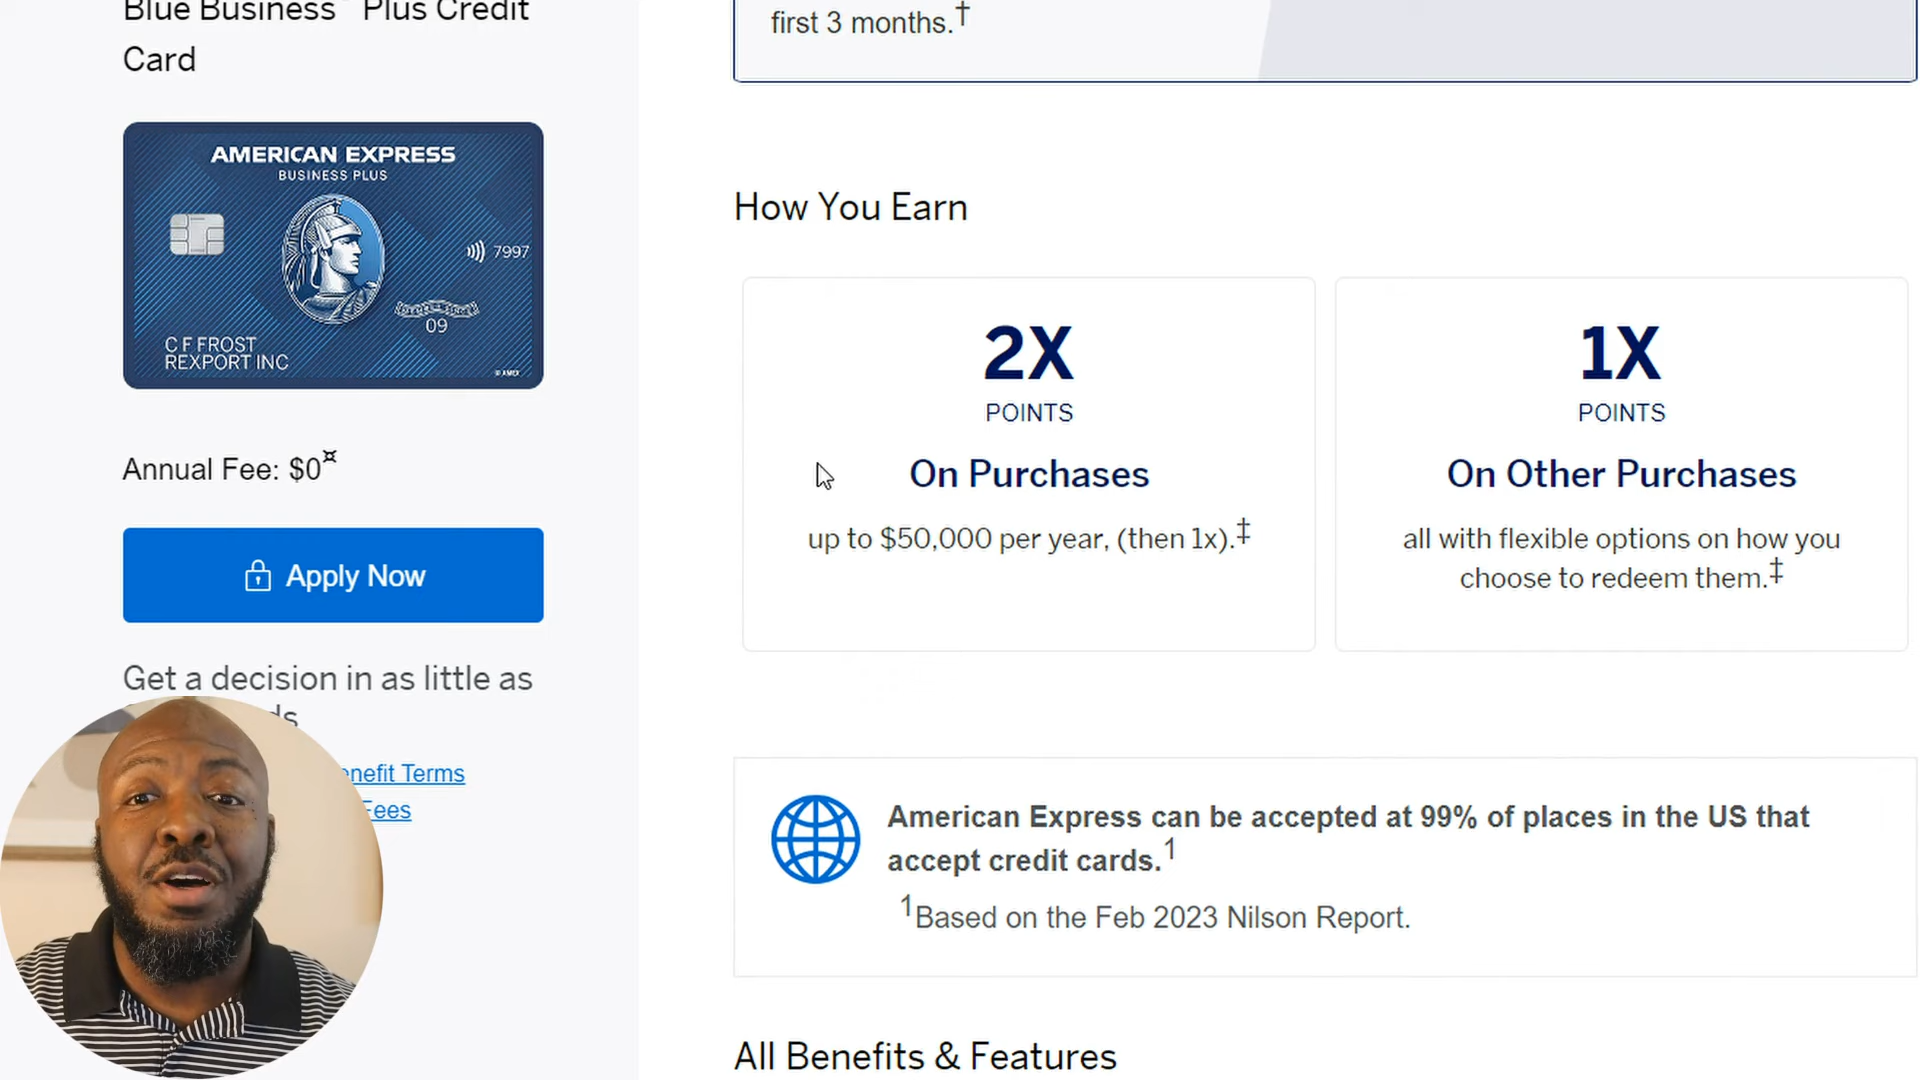 Blue Business Plus Credit
Card
AMERICAN EXPRESS
BUSINESS PLUS
7997
09
C F FROST
REXPORT INC
© AMEX
Annual Fee: $0¤
Apply Now
Get a decision in as little as
ds
enefit Terms
Fees
first 3 months.†
How You Earn
2X
POINTS
On Purchases
up to $50,000 per year, (then 1x).‡
1X
POINTS
On Other Purchases
all with flexible options on how you
choose to redeem them.‡
American Express can be accepted at 99% of places in the US that
accept credit cards.1
1Based on the Feb 2023 Nilson Report.
All Benefits & Features